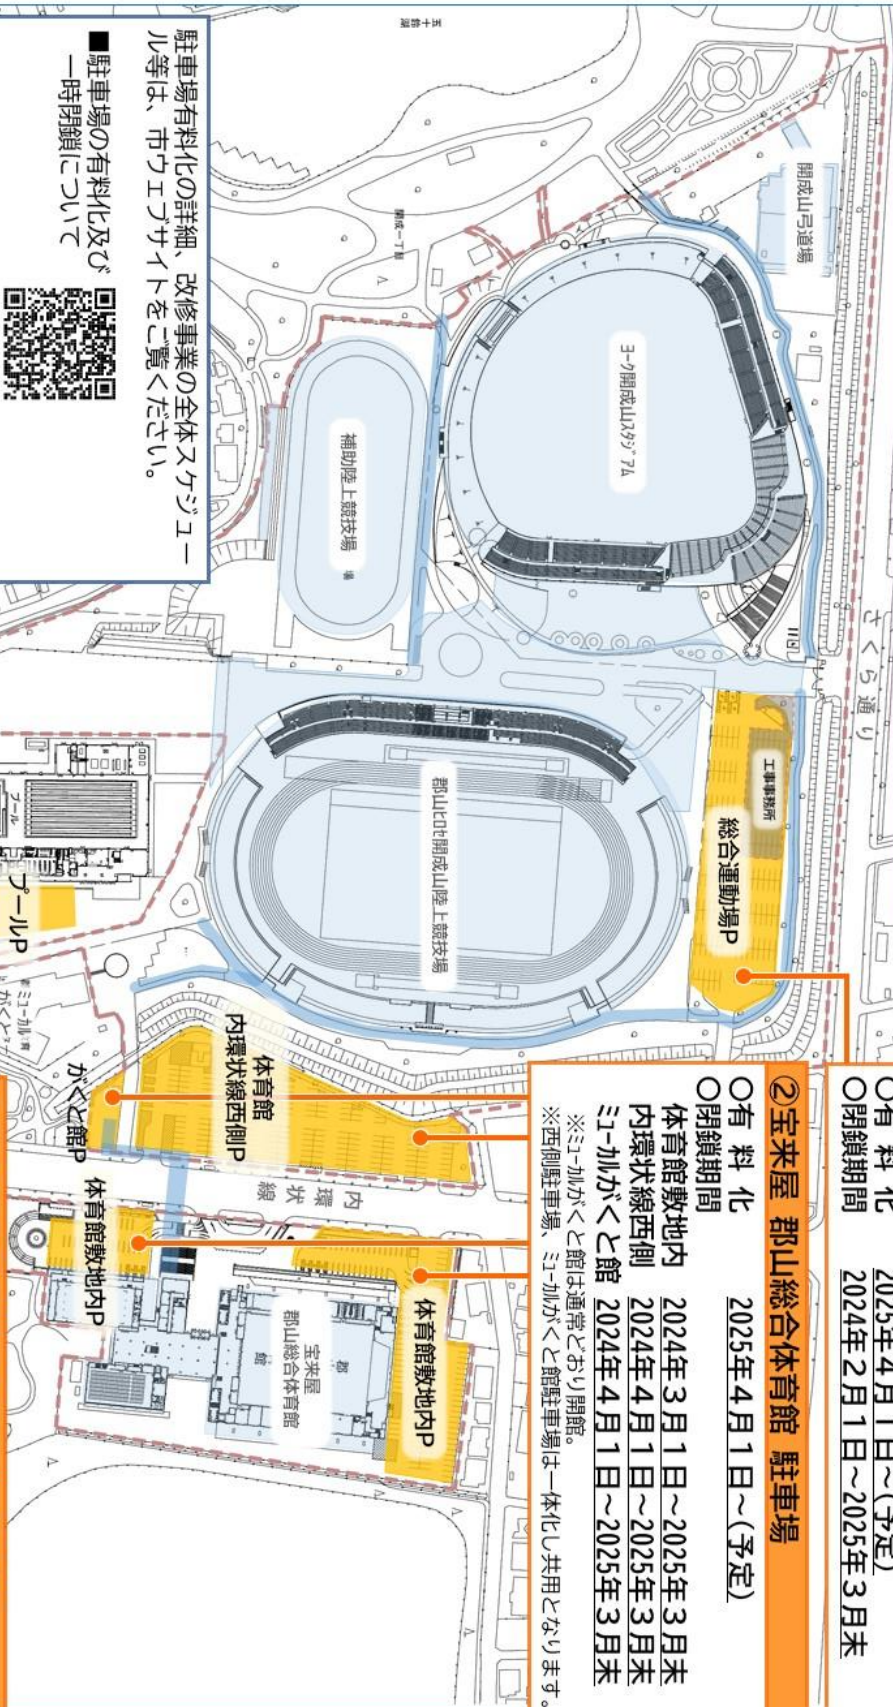 〇有 料 化 2025年4月1日～(予定)
〇閉鎖期間 2024年2月1日～2025年3月末
②宝来屋 郡山総合体育館 駐車場
〇有 料 化 2025年4月1日～(予定)
〇閉鎖期間
体育館敷地内 2024年3月1日～2025年3月末
内環状線西側 2024年4月1日～2025年3月末
ミューカルがくと館 2024年4月1日～2025年3月末
※ミューカルがくと館は通常どおり開館。
※西側駐車場、ミューカルがくと館駐車場は一体化し共用となります。
さくら通り
開成山弓道場
ヨーク開成山スタジアム
工事事務所
総合運動場P
五十鈴湖
開成一丁目
補助陸上競技場
場
郡山ヒロセ開成山陸上競技場
体育館
内環状線西側P
内環状線
体育館敷地内P
宝来屋
郡山総合体育館
郡
館
体育館敷地内P
がくと館P
プール
プールP
駐車場有料化の詳細、改修事業の全体スケジュー
ル等は、市ウェブサイトをご覧ください。
■駐車場の有料化及び
一時閉鎖について